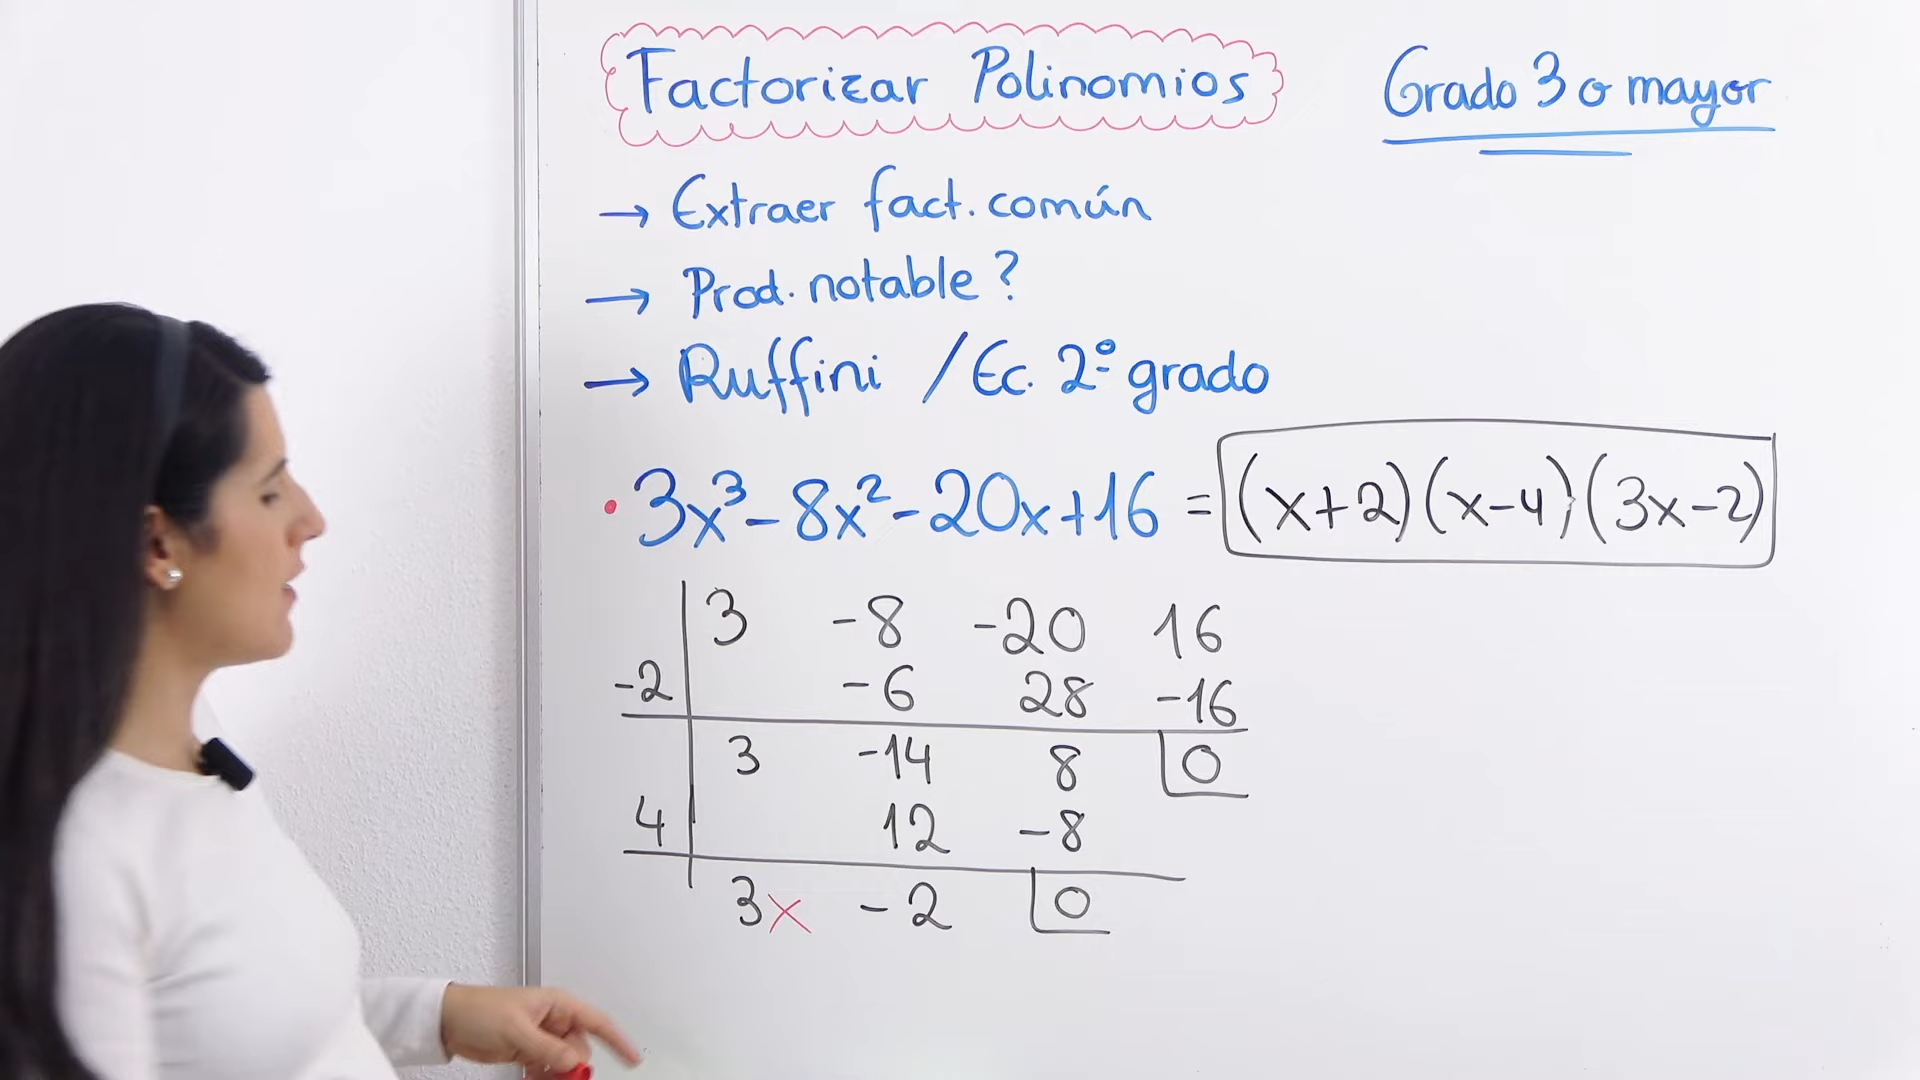 Factorizar Polinomios
Grado 3 o mayor
→ Extraer fact. común
→ Prod. notable ?
→ Ruffini / Ec. 2º grado
• 3x³ - 8x² - 20x + 16 = (x+2)(x-4)(3x-2)
3 -8 -20 16
-2 -6 28 -16
3 -14 8 0
4 12 -8
3x -2 0